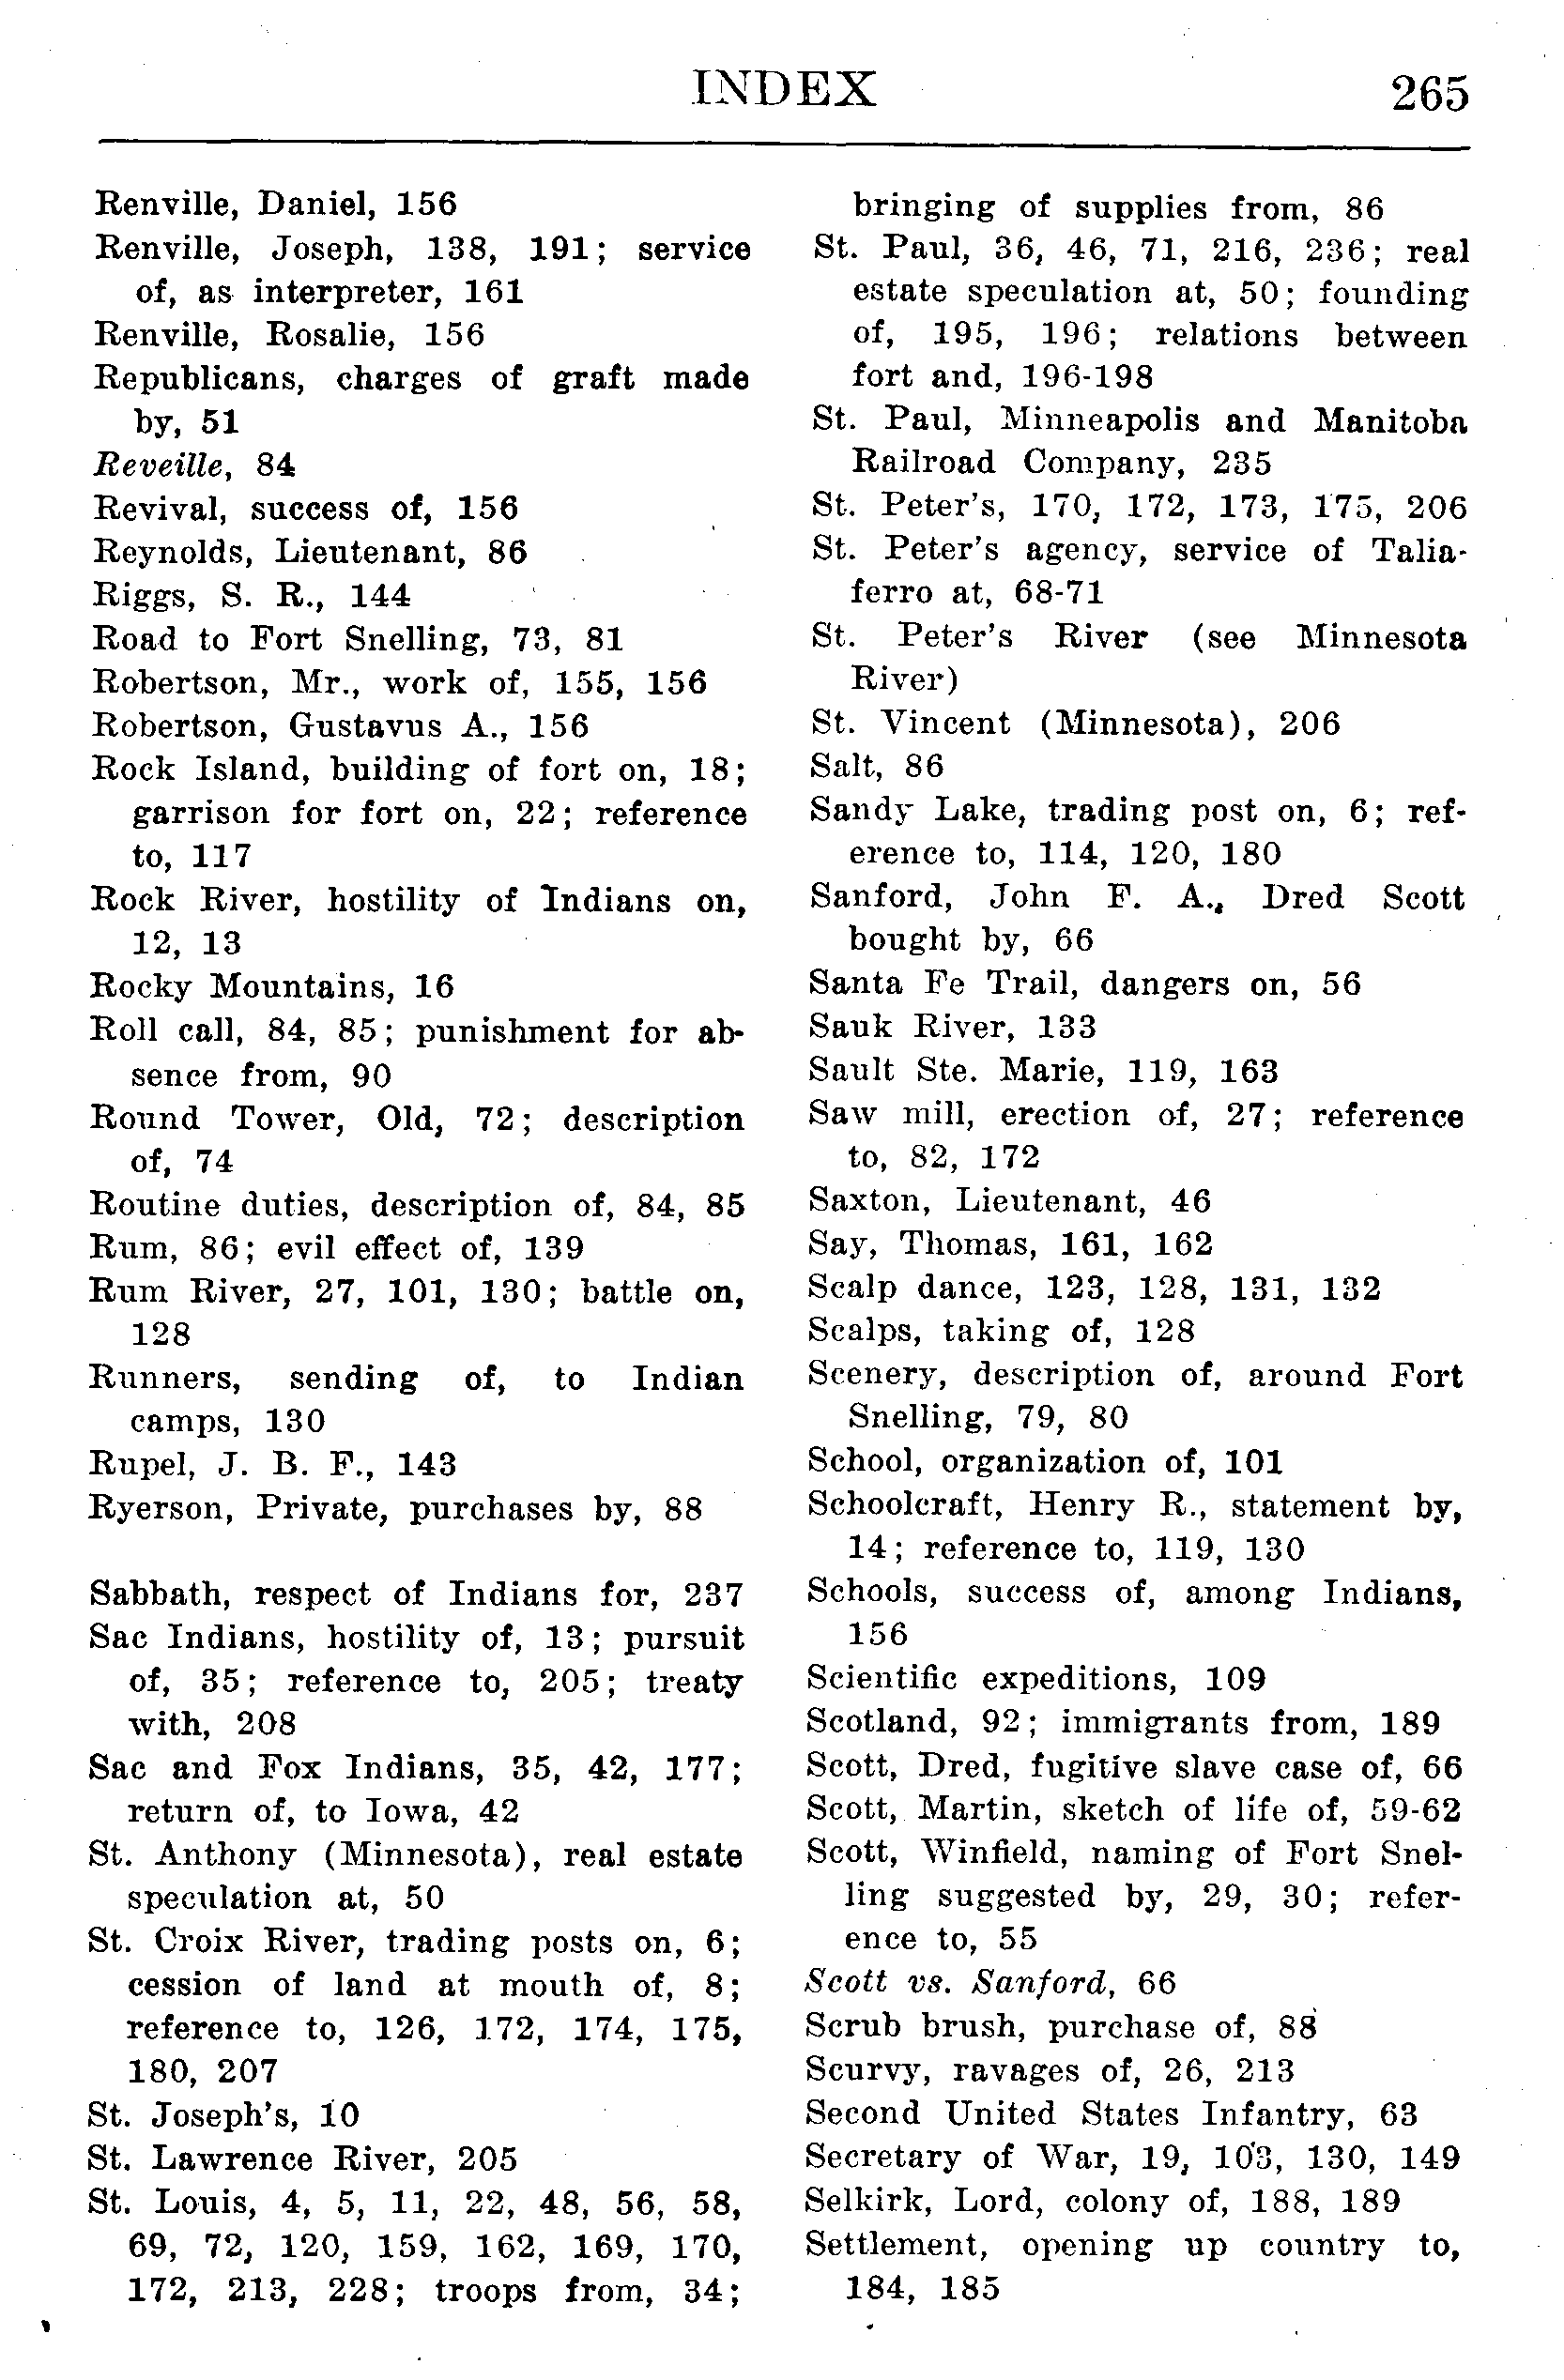 INDEX 265
Renville, Daniel, 156
Renville, Joseph, 138, 191; service
of, as interpreter, 161
Renville, Rosalie, 156
Republicans, charges of graft made
by, 51
Reveille, 84
Revival, success of, 156
Reynolds, Lieutenant, 86
Riggs, S. R., 144
Road to Fort Snelling, 73, 81
Robertson, Mr., work of, 155, 156
Robertson, Gustavus A., 156
Rock Island, building of fort on, 18;
garrison for fort on, 22; reference
to, 117
Rock River, hostility of Indians on,
12, 13
Rocky Mountains, 16
Roll call, 84, 85; punishment for ab-
sence from, 90
Round Tower, Old, 72; description
of, 74
Routine duties, description of, 84, 85
Rum, 86; evil effect of, 139
Rum River, 27, 101, 130; battle on,
128
Runners, sending of, to Indian
camps, 130
Rupel, J. B. F., 143
Ryerson, Private, purchases by, 88
Sabbath, respect of Indians for, 237
Sac Indians, hostility of, 13; pursuit
of, 35; reference to, 205; treaty
with, 208
Sac and Fox Indians, 35, 42, 177;
return of, to Iowa, 42
St. Anthony (Minnesota), real estate
speculation at, 50
St. Croix River, trading posts on, 6;
cession of land at mouth of, 8;
reference to, 126, 172, 174, 175,
180, 207
St. Joseph's, 10
St. Lawrence River, 205
St. Louis, 4, 5, 11, 22, 48, 56, 58,
69, 72, 120, 159, 162, 169, 170,
172, 213, 228; troops from, 34;
bringing of supplies from, 86
St. Paul, 36, 46, 71, 216, 236; real
estate speculation at, 50; founding
of, 195, 196; relations between
fort and, 196-198
St. Paul, Minneapolis and Manitoba
Railroad Company, 235
St. Peter's, 170, 172, 173, 175, 206
St. Peter's agency, service of Talia-
ferro at, 68-71
St. Peter's River (see Minnesota
River)
St. Vincent (Minnesota), 206
Salt, 86
Sandy Lake, trading post on, 6; ref-
erence to, 114, 120, 180
Sanford, John F. A., Dred Scott
bought by, 66
Santa Fe Trail, dangers on, 56
Sauk River, 133
Sault Ste. Marie, 119, 163
Saw mill, erection of, 27; reference
to, 82, 172
Saxton, Lieutenant, 46
Say, Thomas, 161, 162
Scalp dance, 123, 128, 131, 132
Scalps, taking of, 128
Scenery, description of, around Fort
Snelling, 79, 80
School, organization of, 101
Schoolcraft, Henry R., statement by,
14; reference to, 119, 130
Schools, success of, among Indians,
156
Scientific expeditions, 109
Scotland, 92; immigrants from, 189
Scott, Dred, fugitive slave case of, 66
Scott, Martin, sketch of life of, 59-62
Scott, Winfield, naming of Fort Snel-
ling suggested by, 29, 30; refer-
ence to, 55
Scott vs. Sanford, 66
Scrub brush, purchase of, 88
Scurvy, ravages of, 26, 213
Second United States Infantry, 63
Secretary of War, 19, 103, 130, 149
Selkirk, Lord, colony of, 188, 189
Settlement, opening up country to,
184, 185